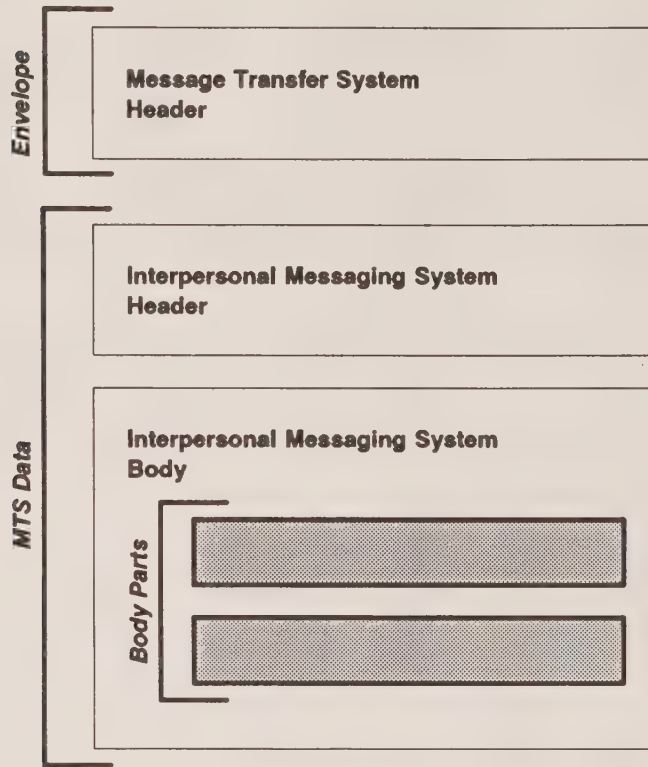 Envelope
Message Transfer System
Header
MTS Data
Interpersonal Messaging System
Header
Interpersonal Messaging System
Body
Body Parts